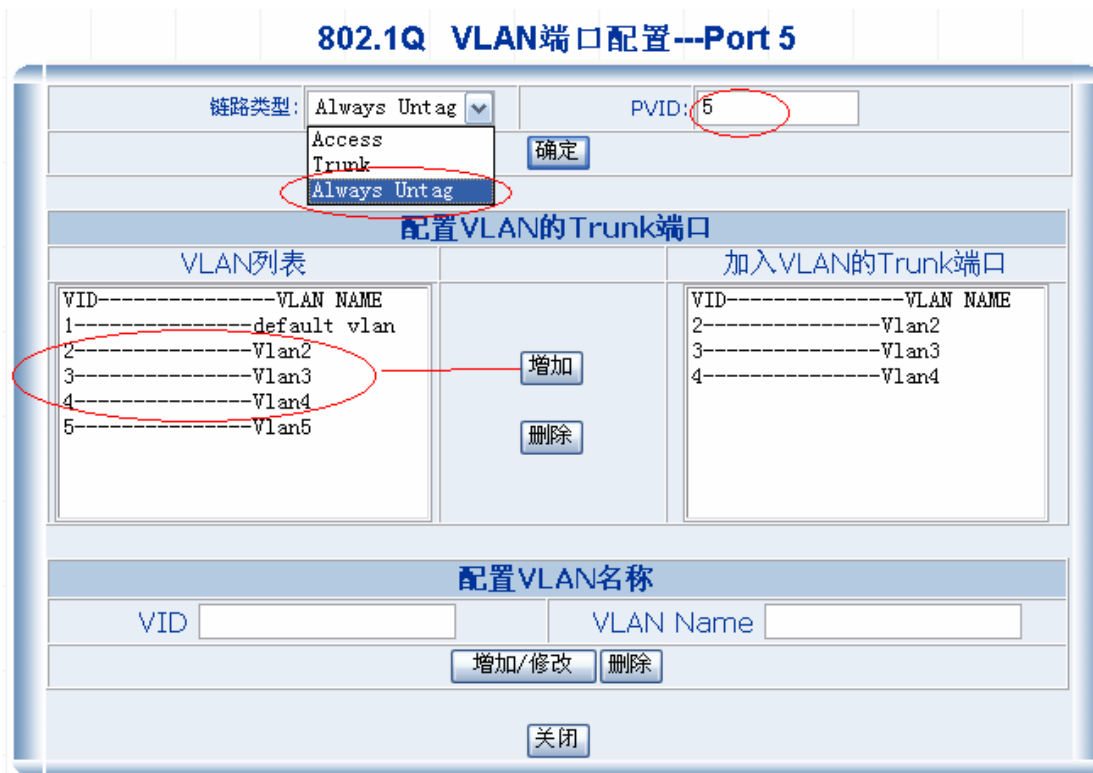 802.1Q VLAN端口配置---Port 5
链路类型: Always Untag PVID: 5
Access
Trunk
Always Untag
确定
配置VLAN的Trunk端口
VLAN列表 加入VLAN的Trunk端口
VID---------------VLAN NAME
1---------------default vlan
2---------------Vlan2
3---------------Vlan3
4---------------Vlan4
5---------------Vlan5
增加
删除
VID---------------VLAN NAME
2---------------Vlan2
3---------------Vlan3
4---------------Vlan4
配置VLAN名称
VID VLAN Name
增加/修改 删除
关闭